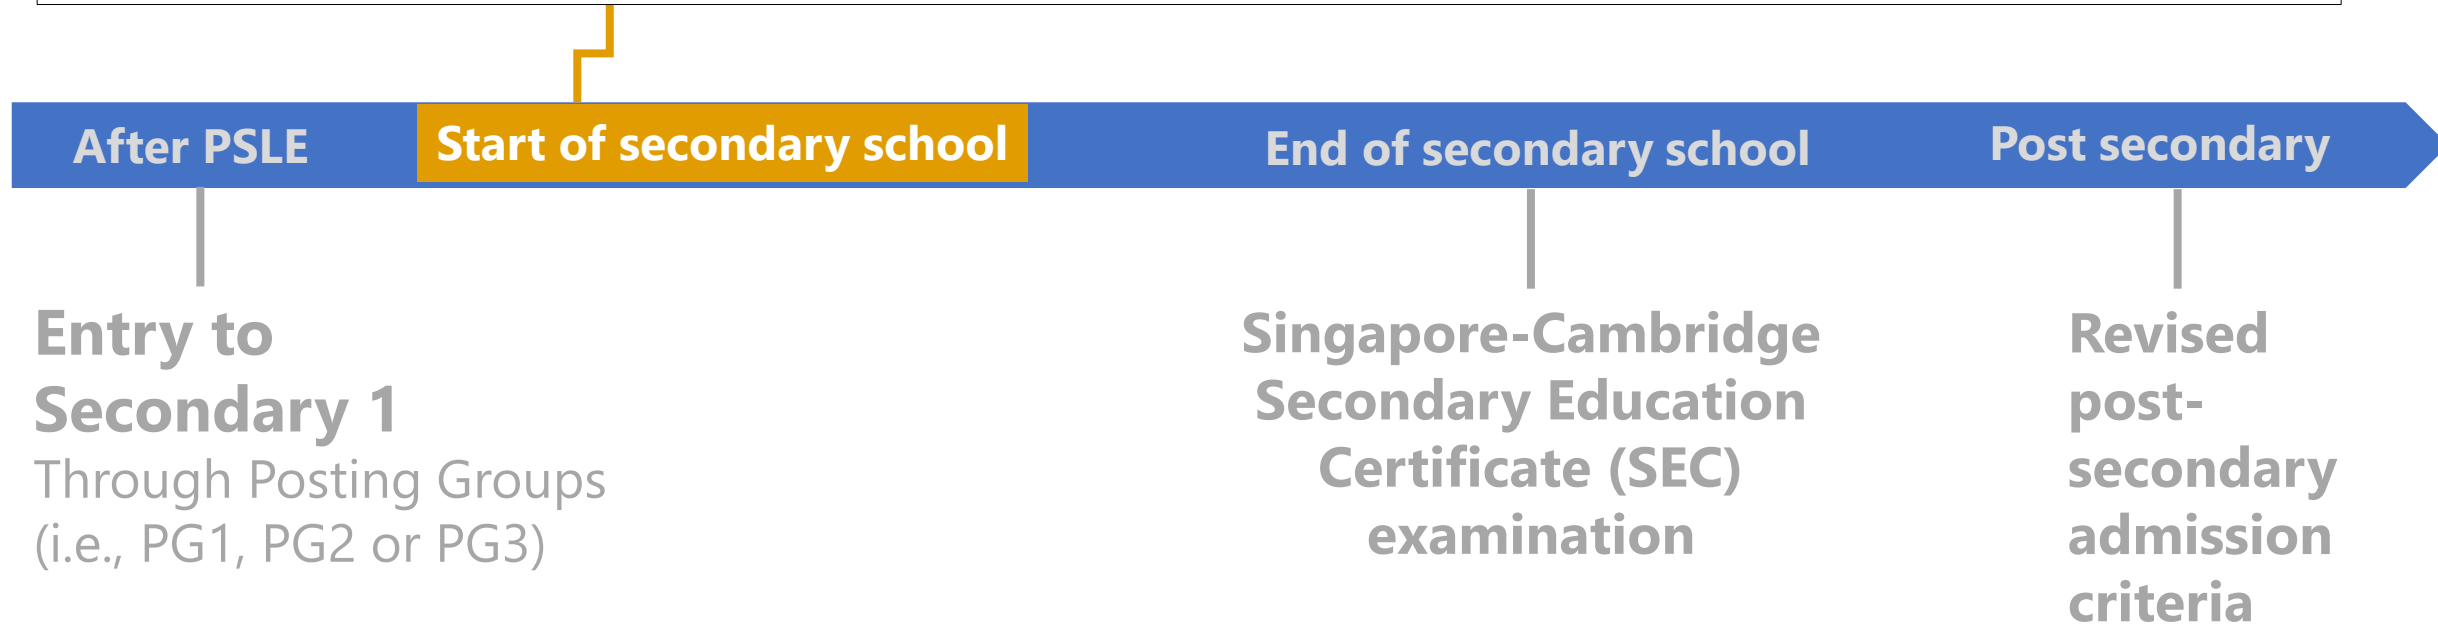 After PSLE
Start of secondary school
End of secondary school
Post secondary
Entry to
Secondary 1
Through Posting Groups
(i.e., PG1, PG2 or PG3)
Singapore-Cambridge
Secondary Education
Certificate (SEC)
examination
Revised
post-
secondary
admission
criteria